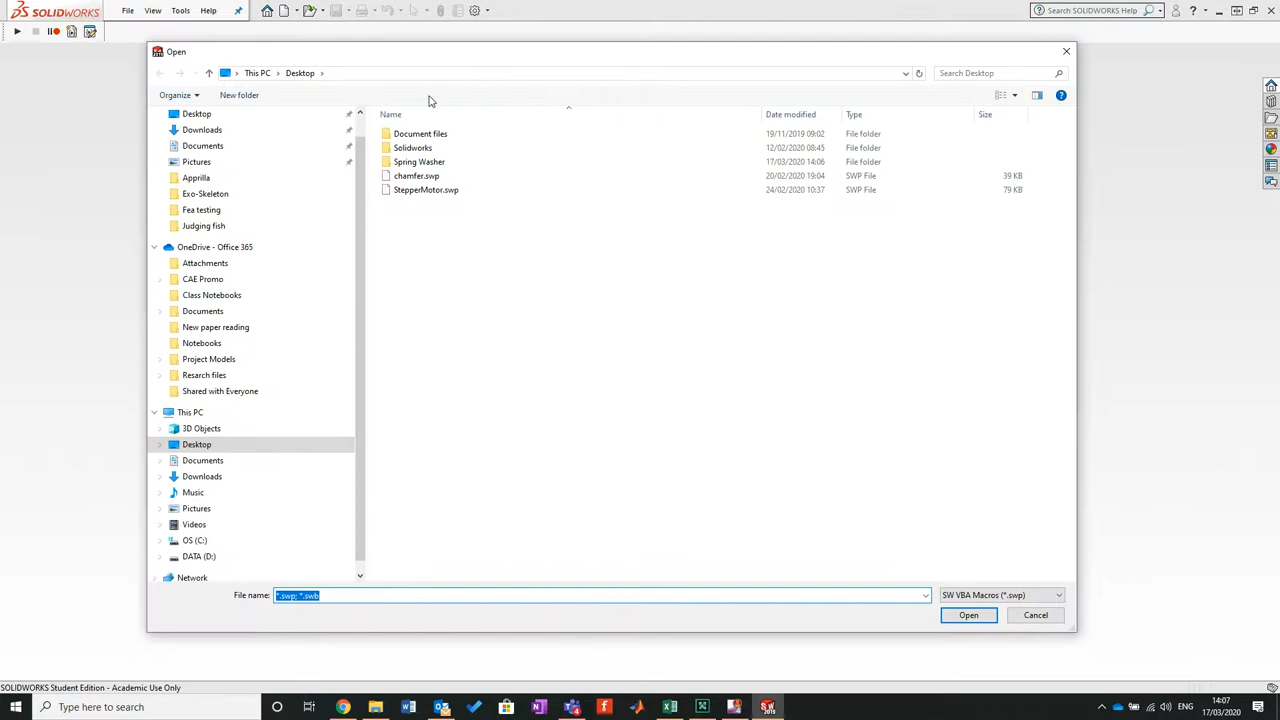 SOLIDWORKS File View Tools Help SOLIDWORKS Help ?
Open
This PC > Desktop > Search Desktop
Organize New folder
Name Date modified Type Size
Desktop
Downloads
Documents
Pictures
Apprilla
Exo-Skeleton
Fea testing
Judging fish
OneDrive - Office 365
Attachments
CAE Promo
Class Notebooks
Documents
New paper reading
Notebooks
Project Models
Resarch files
Shared with Everyone
This PC
3D Objects
Desktop
Documents
Downloads
Music
Pictures
Videos
OS (C:)
DATA (D:)
Network
Document files 19/11/2019 09:02 File folder
Solidworks 12/02/2020 08:45 File folder
Spring Washer 17/03/2020 14:06 File folder
chamfer.swp 20/02/2020 19:04 SWP File 39 KB
StepperMotor.swp 24/02/2020 10:37 SWP File 79 KB
File name: *.swp; *.swb SW VBA Macros (*.swp)
Open Cancel
SOLIDWORKS Student Edition - Academic Use Only
Type here to search ENG 14:07
17/03/2020